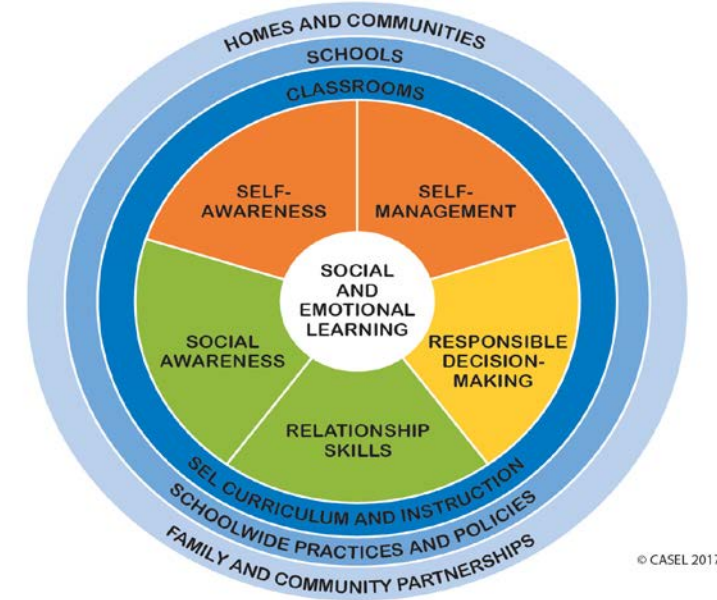 HOMES AND COMMUNITIES
SCHOOLS
CLASSROOMS
SELF-
AWARENESS
SELF-
MANAGEMENT
SOCIAL
AND
EMOTIONAL
LEARNING
SOCIAL
AWARENESS
RESPONSIBLE
DECISION-
MAKING
RELATIONSHIP
SKILLS
SEL CURRICULUM AND INSTRUCTION
SCHOOLWIDE PRACTICES AND POLICIES
FAMILY AND COMMUNITY PARTNERSHIPS
© CASEL 2017